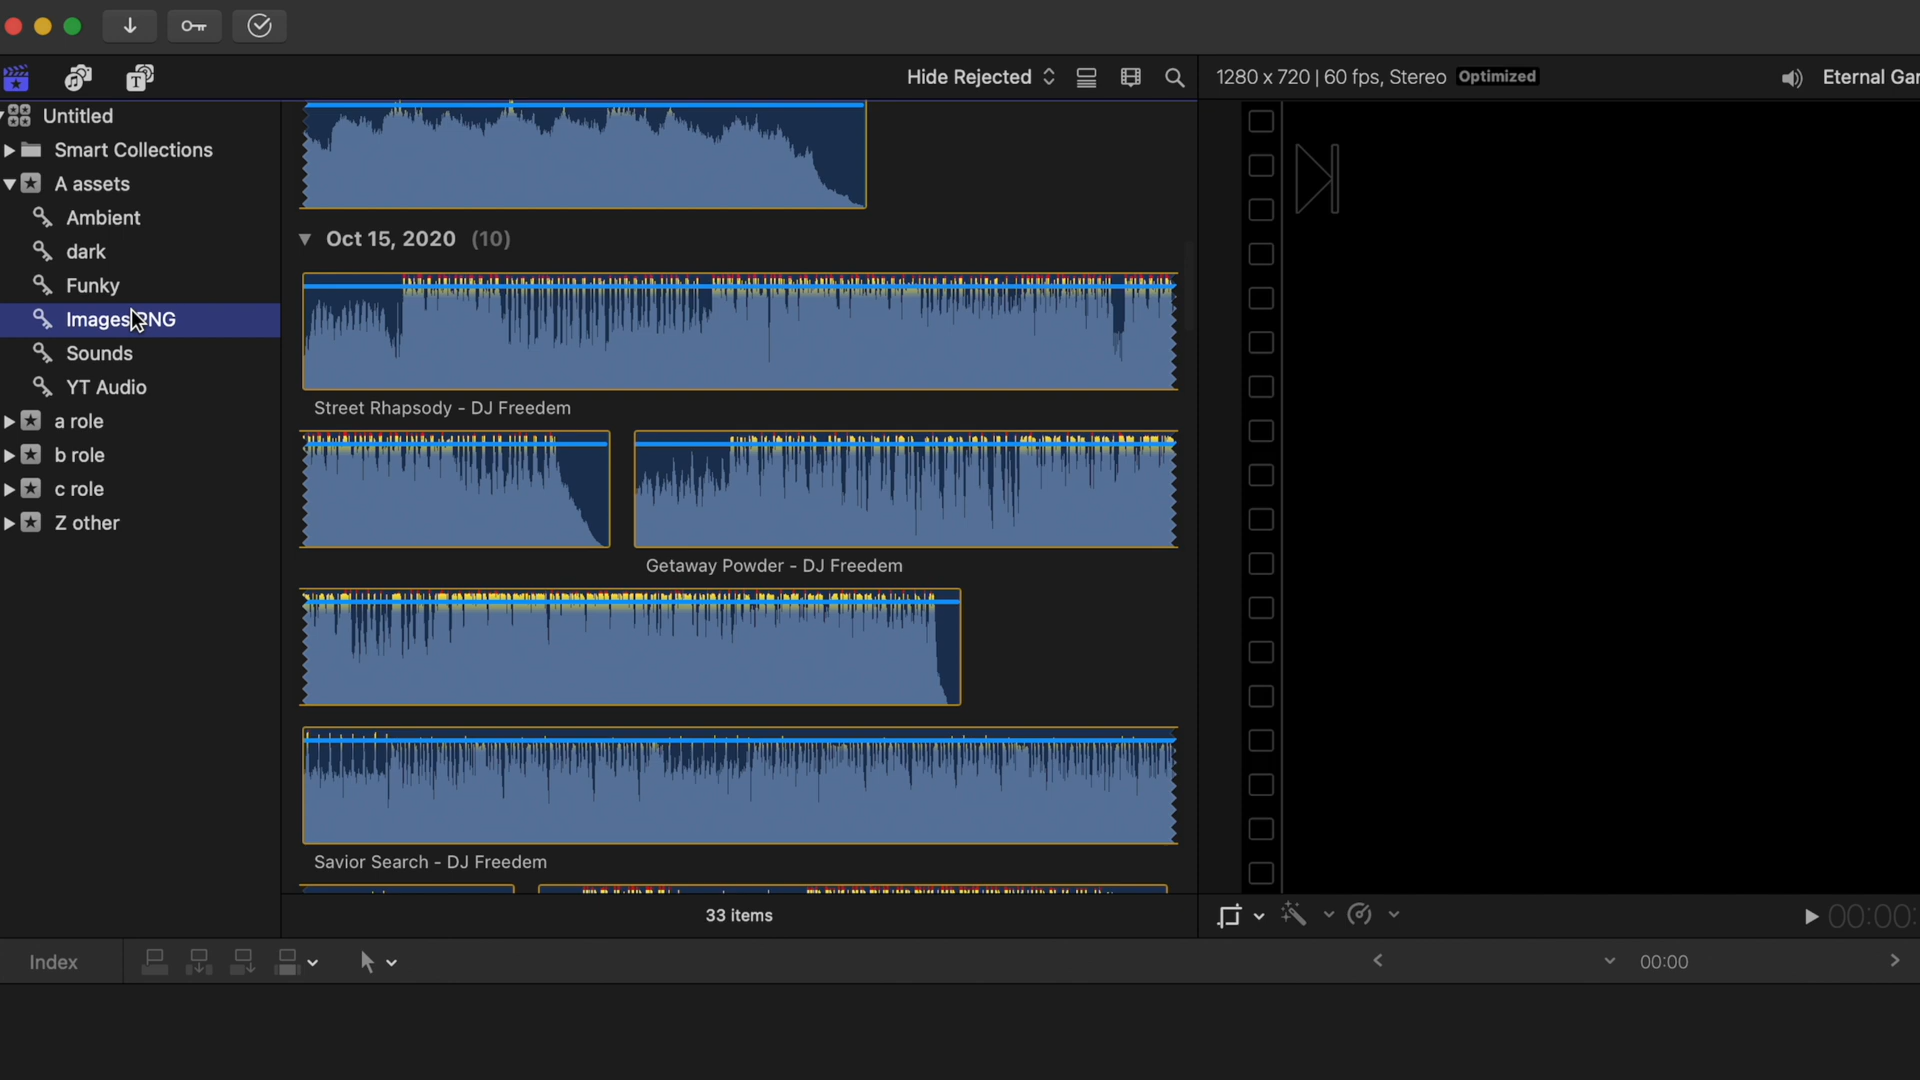 Hide Rejected
1280 x 720 | 60 fps, Stereo Optimized
Eternal Gar
Untitled
Smart Collections
A assets
Ambient
dark
Funky
Images PNG
Sounds
YT Audio
a role
b role
c role
Z other
Oct 15, 2020 (10)
Street Rhapsody - DJ Freedem
Getaway Powder - DJ Freedem
Savior Search - DJ Freedem
33 items
00:00:
Index
00:00